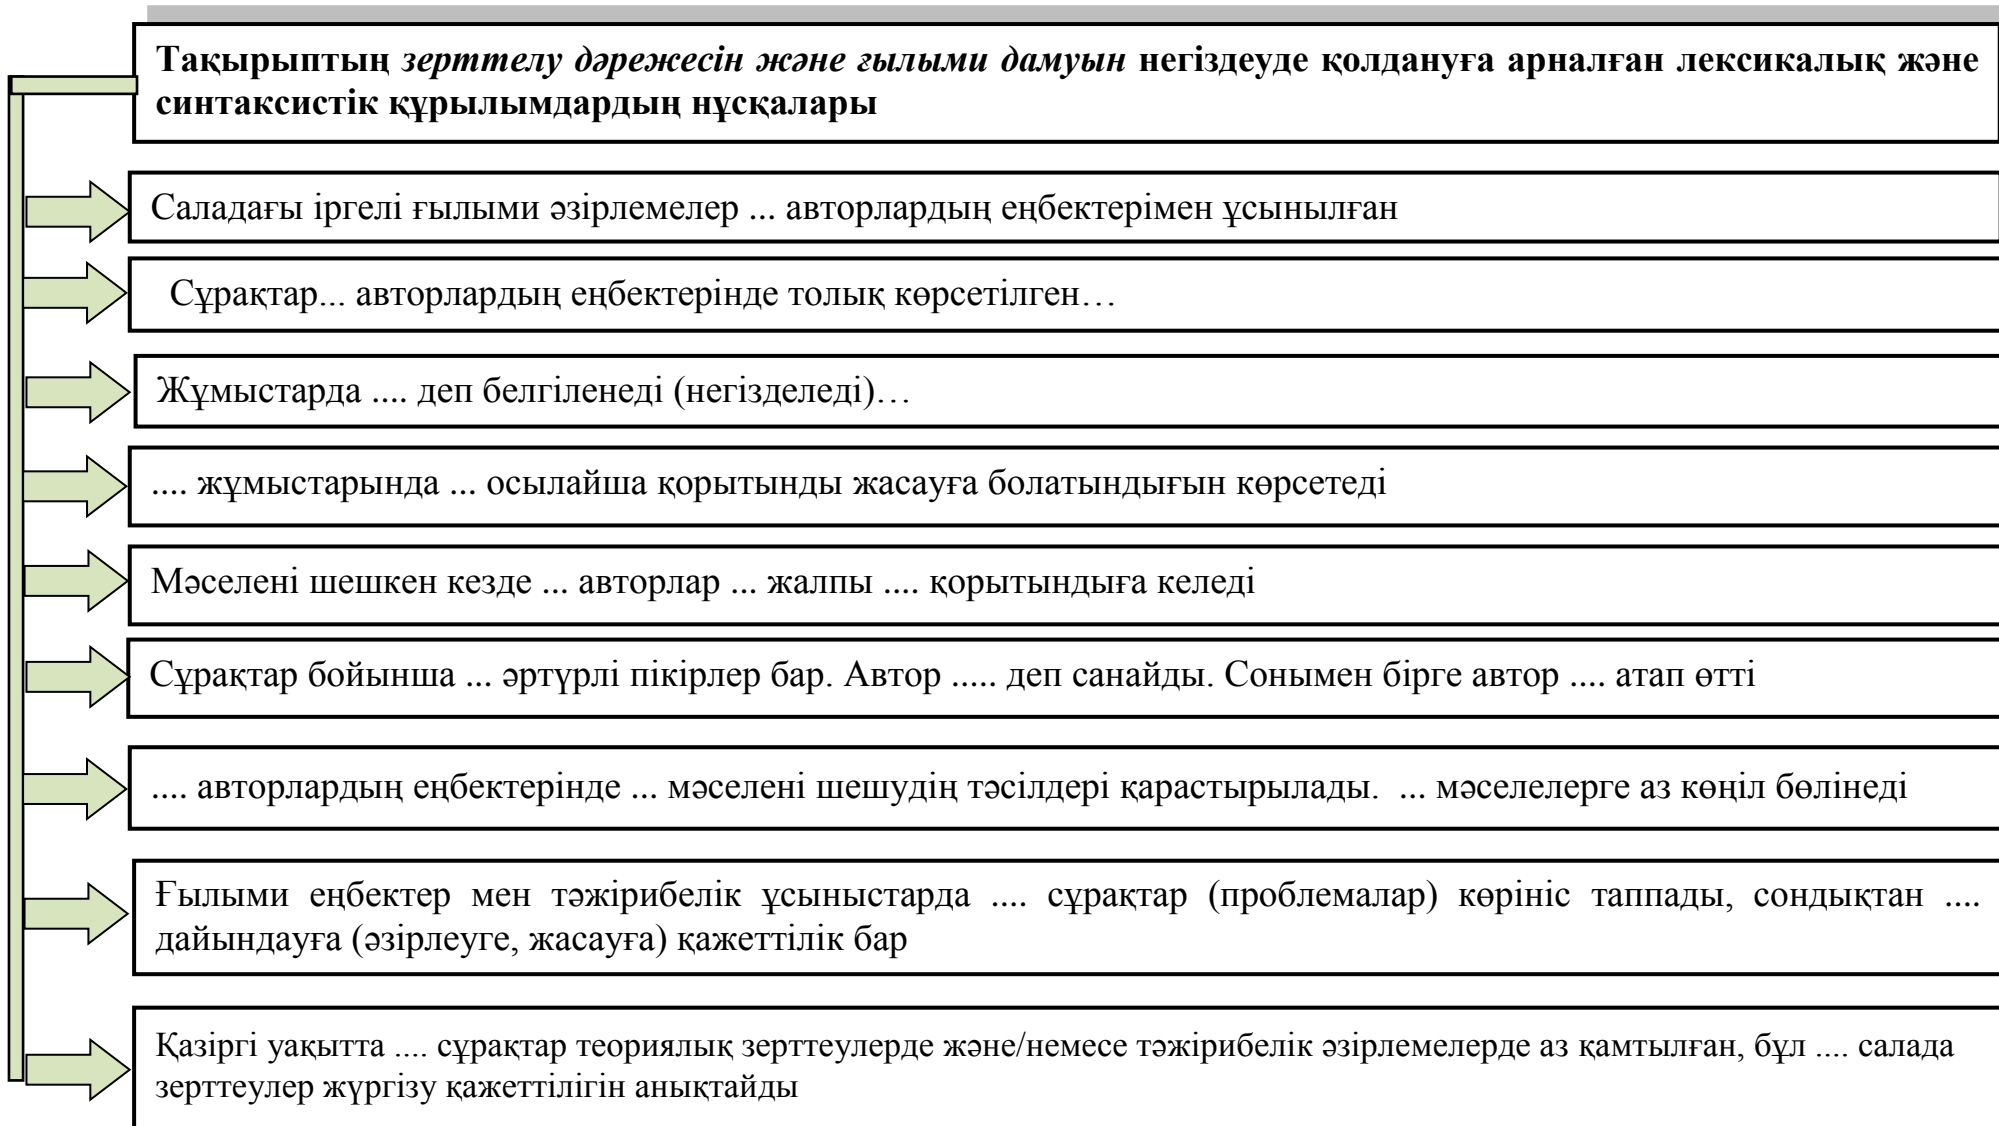 Тақырыптың зерттелу дәрежесін және ғылыми дамуын негіздеуде қолдануға арналған лексикалық және
синтаксистік құрылымдардың нұсқалары
Саладағы іргелі ғылыми әзірлемелер ... авторлардың еңбектерімен ұсынылған
Сұрақтар... авторлардың еңбектерінде толық көрсетілген…
Жұмыстарда .... деп белгіленеді (негізделеді)…
.... жұмыстарында ... осылайша қорытынды жасауға болатындығын көрсетеді
Мәселені шешкен кезде ... авторлар ... жалпы .... қорытындыға келеді
Сұрақтар бойынша ... әртүрлі пікірлер бар. Автор ..... деп санайды. Сонымен бірге автор .... атап өтті
.... авторлардың еңбектерінде ... мәселені шешудің тәсілдері қарастырылады. ... мәселелерге аз көңіл бөлінеді
Ғылыми еңбектер мен тәжірибелік ұсыныстарда .... сұрақтар (проблемалар) көрініс таппады, сондықтан ....
дайындауға (әзірлеуге, жасауға) қажеттілік бар
Қазіргі уақытта .... сұрақтар теориялық зерттеулерде және/немесе тәжірибелік әзірлемелерде аз қамтылған, бұл .... салада
зерттеулер жүргізу қажеттілігін анықтайды